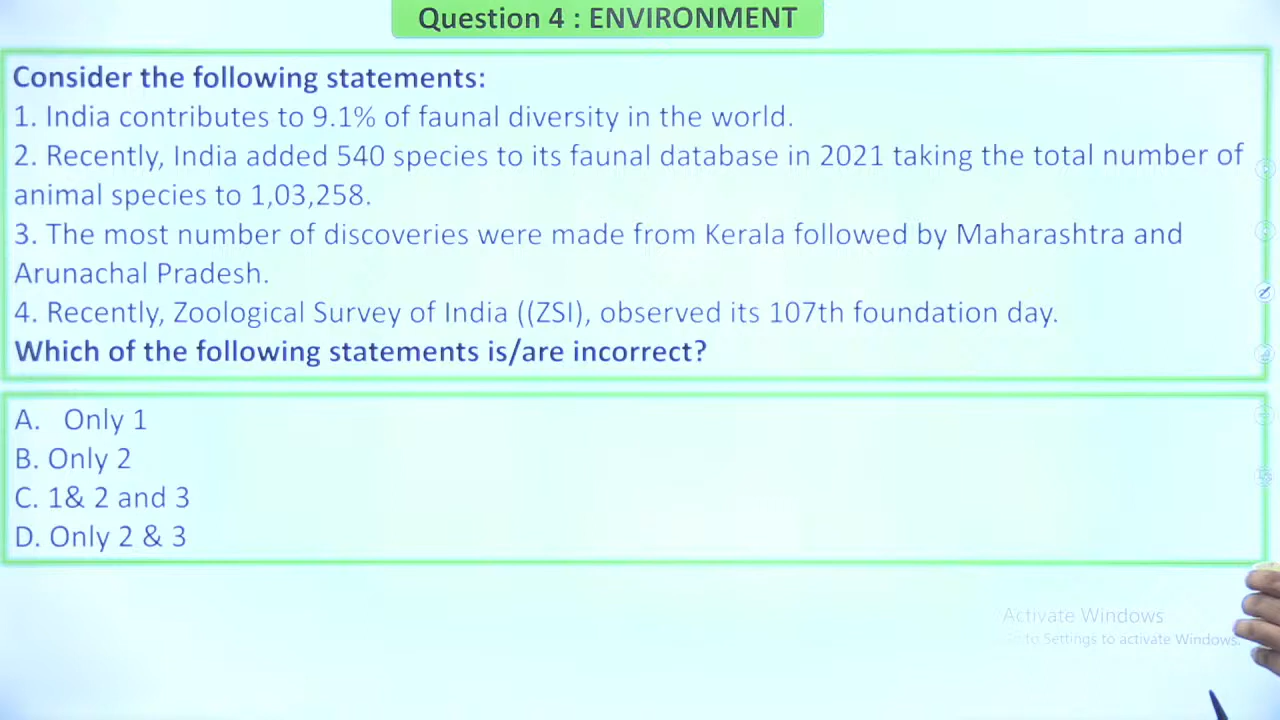 Question 4 : ENVIRONMENT
Consider the following statements:
1. India contributes to 9.1% of faunal diversity in the world.
2. Recently, India added 540 species to its faunal database in 2021 taking the total number of
animal species to 1,03,258.
3. The most number of discoveries were made from Kerala followed by Maharashtra and
Arunachal Pradesh.
4. Recently, Zoological Survey of India ((ZSI), observed its 107th foundation day.
Which of the following statements is/are incorrect?
A. Only 1
B. Only 2
C. 1& 2 and 3
D. Only 2 & 3
Activate Windows
to Settings to activate Windows.